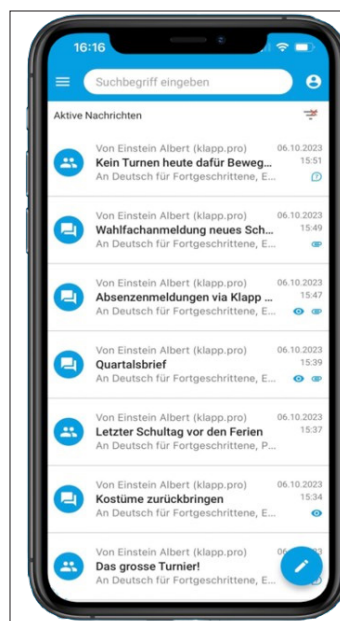 16:16
Suchbegriff eingeben
Aktive Nachrichten
Von Einstein Albert (klapp.pro) 06.10.2023
Kein Turnen heute dafür Beweg... 15:51
An Deutsch für Fortgeschrittene, E...
Von Einstein Albert (klapp.pro) 06.10.2023
Wahlfachanmeldung neues Sch... 15:49
An Deutsch für Fortgeschrittene, E...
Von Einstein Albert (klapp.pro) 06.10.2023
Absenzenmeldungen via Klapp ... 15:47
An Deutsch für Fortgeschrittene, E...
Von Einstein Albert (klapp.pro) 06.10.2023
Quartalsbrief 15:39
An Deutsch für Fortgeschrittene, E...
Von Einstein Albert (klapp.pro) 06.10.2023
Letzter Schultag vor den Ferien 15:37
An Deutsch für Fortgeschrittene, P...
Von Einstein Albert (klapp.pro) 06.10.2023
Kostüme zurückbringen 15:34
An Deutsch für Fortgeschrittene, E...
Von Einstein Albert (klapp.pro)
Das grosse Turnier!
An Deutsch für Fortgeschrittene, E...